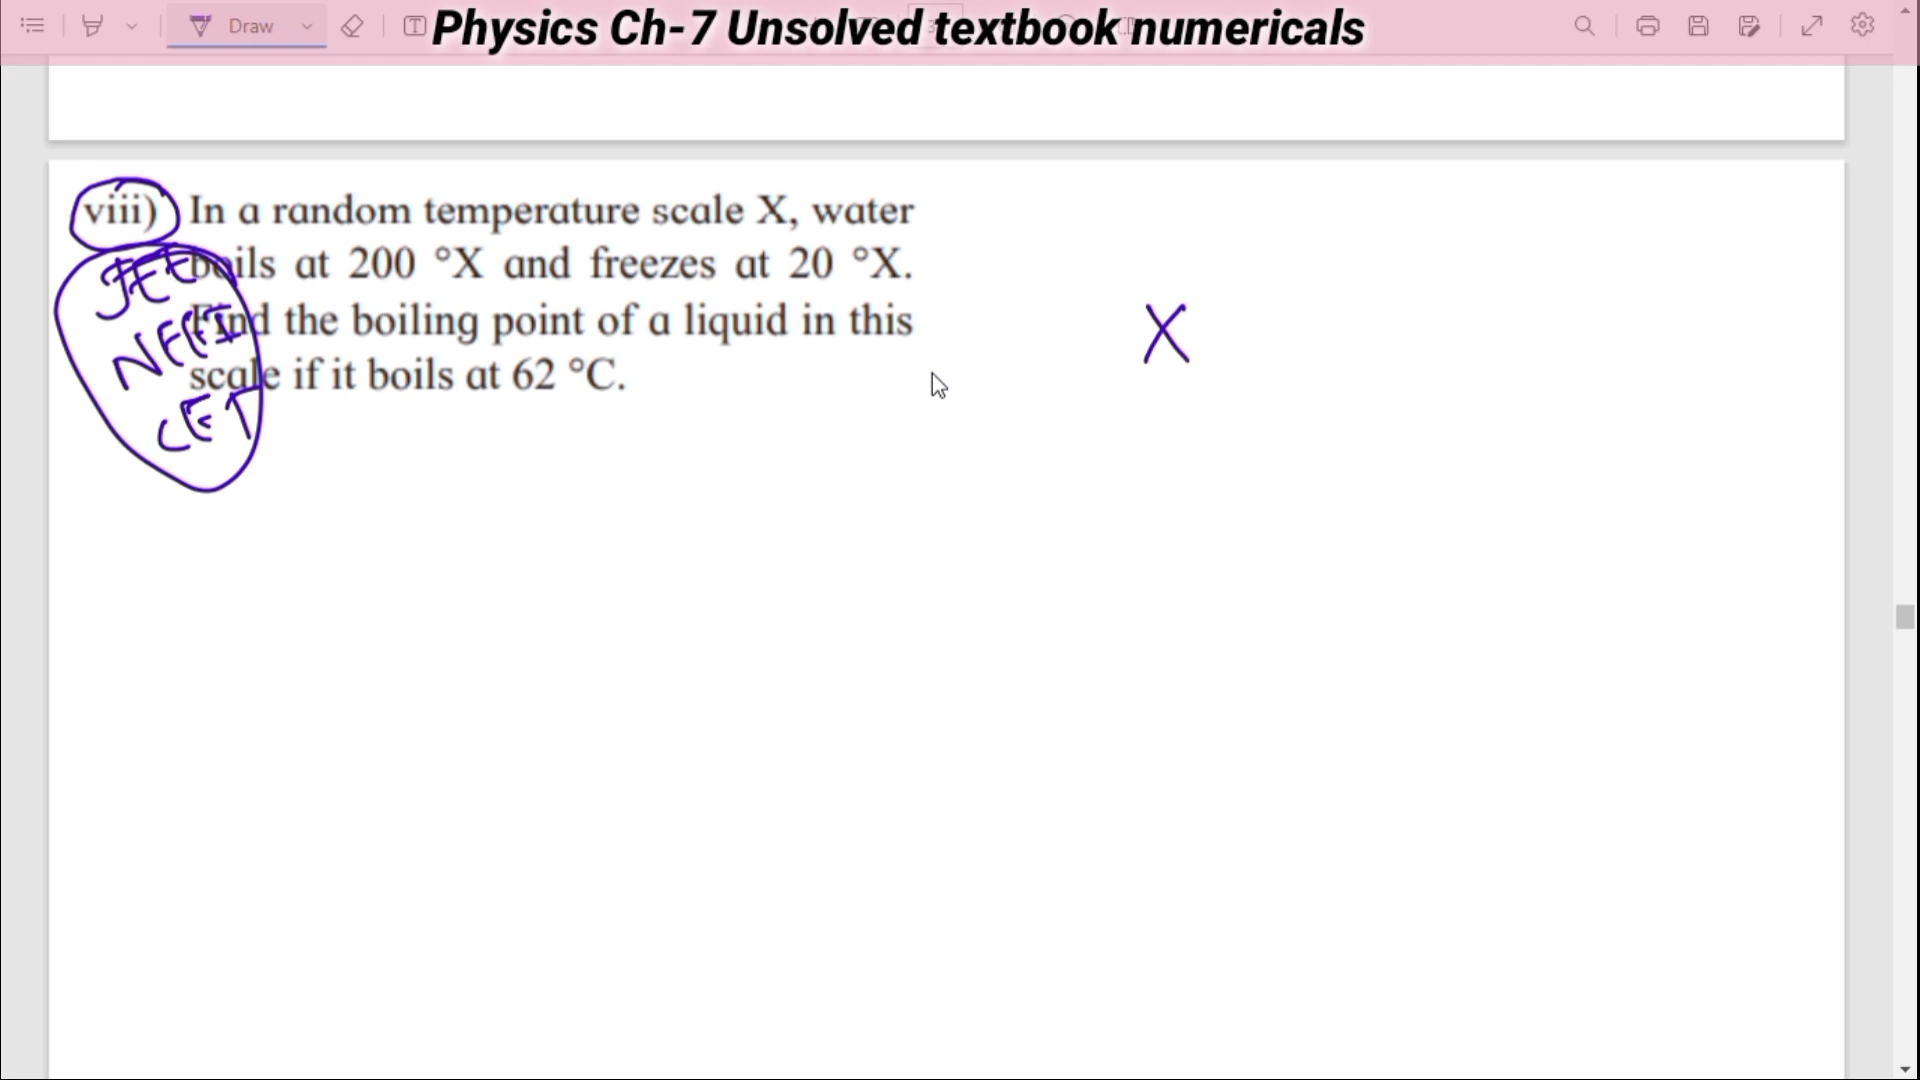 Draw
Physics Ch-7 Unsolved textbook numericals
viii) In a random temperature scale X, water
boils at 200 °X and freezes at 20 °X.
Find the boiling point of a liquid in this
scale if it boils at 62 °C.
JEE
CET
X